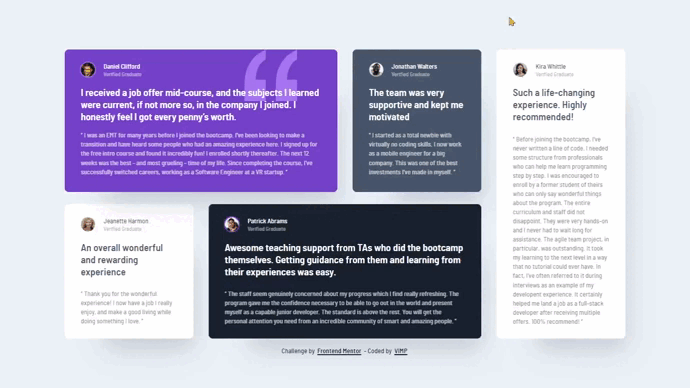 Daniel Clifford
Verified Graduate
I received a job offer mid-course, and the subjects I learned
were current, if not more so, in the company I joined. I
honestly feel I got every penny's worth.
" I was an EMT for many years before I joined the bootcamp. I've been looking to make a
transition and have heard some people who had an amazing experience here. I signed up for
the free intro course and found it incredibly fun! I enrolled shortly thereafter. The next 12
weeks was the best - and most grueling - time of my life. Since completing the course, I've
successfully switched careers, working as a Software Engineer at a VR startup. "
Jonathan Walters
Verified Graduate
The team was very
supportive and kept me
motivated
" I started as a total newbie with
virtually no coding skills. I now work
as a mobile engineer for a big
company. This was one of the best
investments I've made in myself. "
Kira Whittle
Verified Graduate
Such a life-changing
experience. Highly
recommended!
" Before joining the bootcamp, I've
never written a line of code. I needed
some structure from professionals
who can help me learn programming
step by step. I was encouraged to
enroll by a former student of theirs
who can only say wonderful things
about the program. The entire
curriculum and staff did not
disappoint. They were very hands-on
and I never had to wait long for
assistance. The agile team project, in
particular, was outstanding. It took
my learning to the next level in a way
that no tutorial could ever have. In
fact, I've often referred to it during
interviews as an example of my
developent experience. It certainly
helped me land a job as a full-stack
developer after receiving multiple
offers. 100% recommend! "
Jeanette Harmon
Verified Graduate
An overall wonderful
and rewarding
experience
" Thank you for the wonderful
experience! I now have a job I really
enjoy, and make a good living while
doing something I love. "
Patrick Abrams
Verified Graduate
Awesome teaching support from TAs who did the bootcamp
themselves. Getting guidance from them and learning from
their experiences was easy.
" The staff seem genuinely concerned about my progress which I find really refreshing. The
program gave me the confidence necessary to be able to go out in the world and present
myself as a capable junior developer. The standard is above the rest. You will get the
personal attention you need from an incredible community of smart and amazing people. "
Challenge by Frontend Mentor - Coded by ViMP